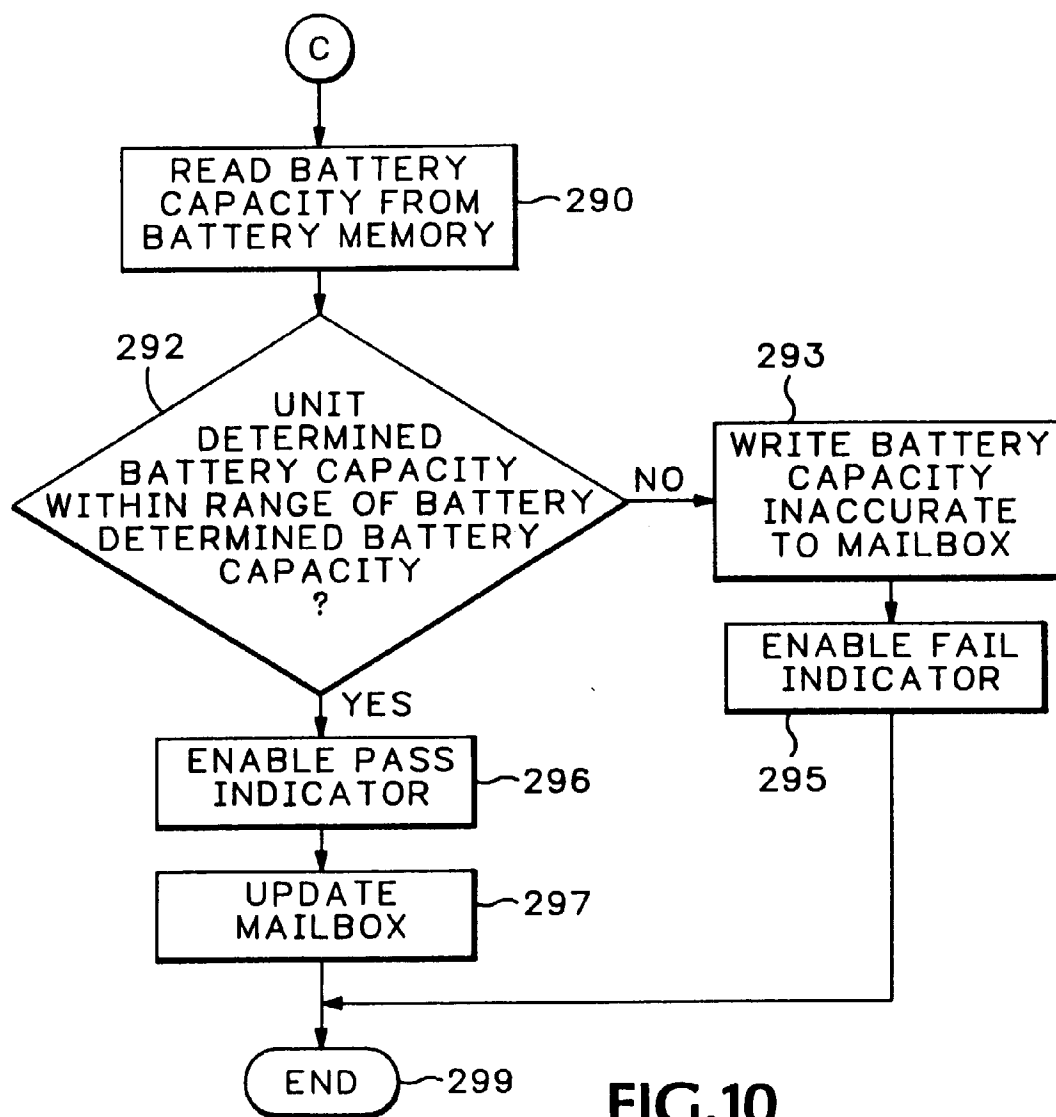 C
READ BATTERY
CAPACITY FROM
BATTERY MEMORY
290
292
UNIT
DETERMINED
BATTERY CAPACITY
WITHIN RANGE OF BATTERY
DETERMINED BATTERY
CAPACITY
?
NO
293
WRITE BATTERY
CAPACITY
INACCURATE
TO MAILBOX
ENABLE FAIL
INDICATOR
295
YES
ENABLE PASS
INDICATOR
296
UPDATE
MAILBOX
297
END
299
FIG.10